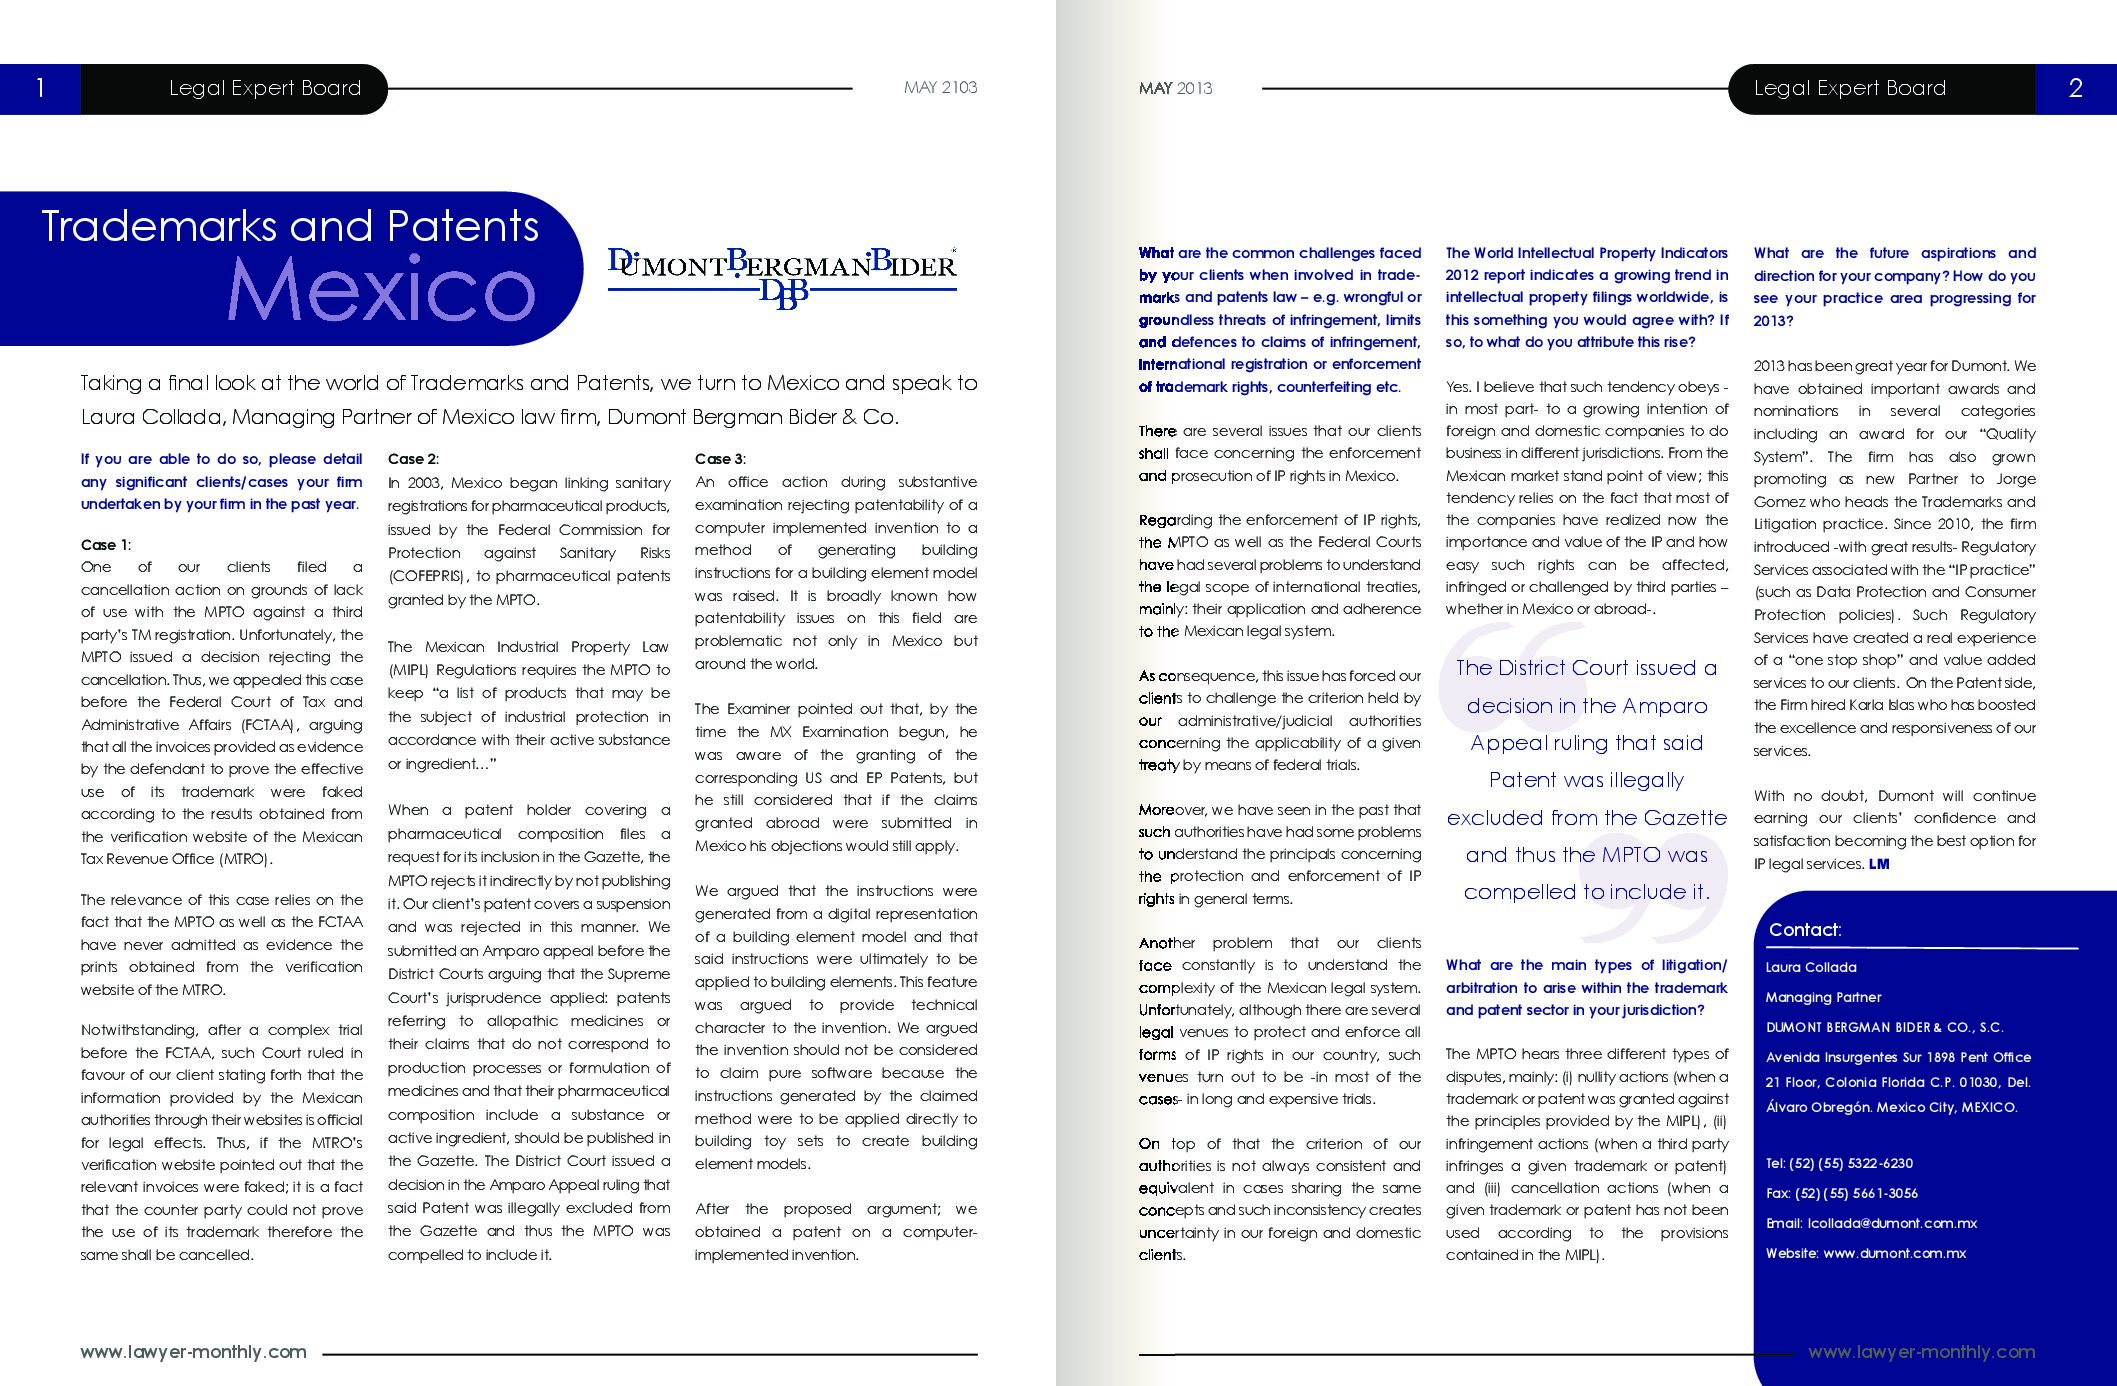 1
Legal Expert Board
MAY 2103
Trademarks and Patents
Mexico
DUMONTBERGMANBIDER
DBB
Taking a final look at the world of Trademarks and Patents, we turn to Mexico and speak to
Laura Collada, Managing Partner of Mexico law firm, Dumont Bergman Bider & Co.
If you are able to do so, please detail
any significant clients/cases your firm
undertaken by your firm in the past year.
Case 1:
One of our clients filed a
cancellation action on grounds of lack
of use with the MPTO against a third
party's TM registration. Unfortunately, the
MPTO issued a decision rejecting the
cancellation. Thus, we appealed this case
before the Federal Court of Tax and
Administrative Affairs (FCTAA), arguing
that all the invoices provided as evidence
by the defendant to prove the effective
use of its trademark were faked
according to the results obtained from
the verification website of the Mexican
Tax Revenue Office (MTRO).
The relevance of this case relies on the
fact that the MPTO as well as the FCTAA
have never admitted as evidence the
prints obtained from the verification
website of the MTRO.
Notwithstanding, after a complex trial
before the FCTAA, such Court ruled in
favour of our client stating forth that the
information provided by the Mexican
authorities through their websites is official
for legal effects. Thus, if the MTRO's
verification website pointed out that the
relevant invoices were faked; it is a fact
that the counter party could not prove
the use of its trademark therefore the
same shall be cancelled.
Case 2:
In 2003, Mexico began linking sanitary
registrations for pharmaceutical products,
issued by the Federal Commission for
Protection against Sanitary Risks
(COFEPRIS), to pharmaceutical patents
granted by the MPTO.
The Mexican Industrial Property Law
(MIPL) Regulations requires the MPTO to
keep "a list of products that may be
the subject of industrial protection in
accordance with their active substance
or ingredient..."
When a patent holder covering a
pharmaceutical composition files a
request for its inclusion in the Gazette, the
MPTO rejects it indirectly by not publishing
it. Our client's patent covers a suspension
and was rejected in this manner. We
submitted an Amparo appeal before the
District Courts arguing that the Supreme
Court's jurisprudence applied: patents
referring to allopathic medicines or
their claims that do not correspond to
production processes or formulation of
medicines and that their pharmaceutical
composition include a substance or
active ingredient, should be published in
the Gazette. The District Court issued a
decision in the Amparo Appeal ruling that
said Patent was illegally excluded from
the Gazette and thus the MPTO was
compelled to include it.
Case 3:
An office action during substantive
examination rejecting patentability of a
computer implemented invention to a
method of generating building
instructions for a building element model
was raised. It is broadly known how
patentability issues on this field are
problematic not only in Mexico but
around the world.
The Examiner pointed out that, by the
time the MX Examination begun, he
was aware of the granting of the
corresponding US and EP Patents, but
he still considered that if the claims
granted abroad were submitted in
Mexico his objections would still apply.
We argued that the instructions were
generated from a digital representation
of a building element model and that
said instructions were ultimately to be
applied to building elements. This feature
was argued to provide technical
character to the invention. We argued
the invention should not be considered
to claim pure software because the
instructions generated by the claimed
method were to be applied directly to
building toy sets to create building
element models.
After the proposed argument; we
obtained a patent on a computer-
implemented invention.
www.lawyer-monthly.com
MAY 2013
Legal Expert Board
2
What are the common challenges faced
by your clients when involved in trade-
marks and patents law – e.g. wrongful or
groundless threats of infringement, limits
and defences to claims of infringement,
International registration or enforcement
of trademark rights, counterfeiting etc.
There are several issues that our clients
shall face concerning the enforcement
and prosecution of IP rights in Mexico.
Regarding the enforcement of IP rights,
the MPTO as well as the Federal Courts
have had several problems to understand
the legal scope of international treaties,
mainly: their application and adherence
to the Mexican legal system.
As consequence, this issue has forced our
clients to challenge the criterion held by
our administrative/judicial authorities
concerning the applicability of a given
treaty by means of federal trials.
Moreover, we have seen in the past that
such authorities have had some problems
to understand the principals concerning
the protection and enforcement of IP
rights in general terms.
Another problem that our clients
face constantly is to understand the
complexity of the Mexican legal system.
Unfortunately, although there are several
legal venues to protect and enforce all
forms of IP rights in our country, such
venues turn out to be -in most of the
cases- in long and expensive trials.
On top of that the criterion of our
authorities is not always consistent and
equivalent in cases sharing the same
concepts and such inconsistency creates
uncertainty in our foreign and domestic
clients.
The World Intellectual Property Indicators
2012 report indicates a growing trend in
intellectual property filings worldwide, is
this something you would agree with? If
so, to what do you attribute this rise?
Yes. I believe that such tendency obeys -
in most part- to a growing intention of
foreign and domestic companies to do
business in different jurisdictions. From the
Mexican market stand point of view; this
tendency relies on the fact that most of
the companies have realized now the
importance and value of the IP and how
easy such rights can be affected,
infringed or challenged by third parties –
whether in Mexico or abroad-.
The District Court issued a
decision in the Amparo
Appeal ruling that said
Patent was illegally
excluded from the Gazette
and thus the MPTO was
compelled to include it.
What are the main types of litigation/
arbitration to arise within the trademark
and patent sector in your jurisdiction?
The MPTO hears three different types of
disputes, mainly: (i) nullity actions (when a
trademark or patent was granted against
the principles provided by the MIPL), (ii)
infringement actions (when a third party
infringes a given trademark or patent)
and (iii) cancellation actions (when a
given trademark or patent has not been
used according to the provisions
contained in the MIPL).
What are the future aspirations and
direction for your company? How do you
see your practice area progressing for
2013?
2013 has been great year for Dumont. We
have obtained important awards and
nominations in several categories
including an award for our "Quality
System". The firm has also grown
promoting as new Partner to Jorge
Gomez who heads the Trademarks and
Litigation practice. Since 2010, the firm
introduced -with great results- Regulatory
Services associated with the "IP practice"
(such as Data Protection and Consumer
Protection policies). Such Regulatory
Services have created a real experience
of a "one stop shop" and value added
services to our clients. On the Patent side,
the Firm hired Karla Islas who has boosted
the excellence and responsiveness of our
services.
With no doubt, Dumont will continue
earning our clients' confidence and
satisfaction becoming the best option for
IP legal services. LM
Contact:
Laura Collada
Managing Partner
DUMONT BERGMAN BIDER & CO., S.C.
Avenida Insurgentes Sur 1898 Pent Office
21 Floor, Colonia Florida C.P. 01030, Del.
Álvaro Obregón. Mexico City, MEXICO.
Tel: (52) (55) 5322-6230
Fax: (52) (55) 5661-3056
Email: lcollada@dumont.com.mx
Website: www.dumont.com.mx
www.lawyer-monthly.com